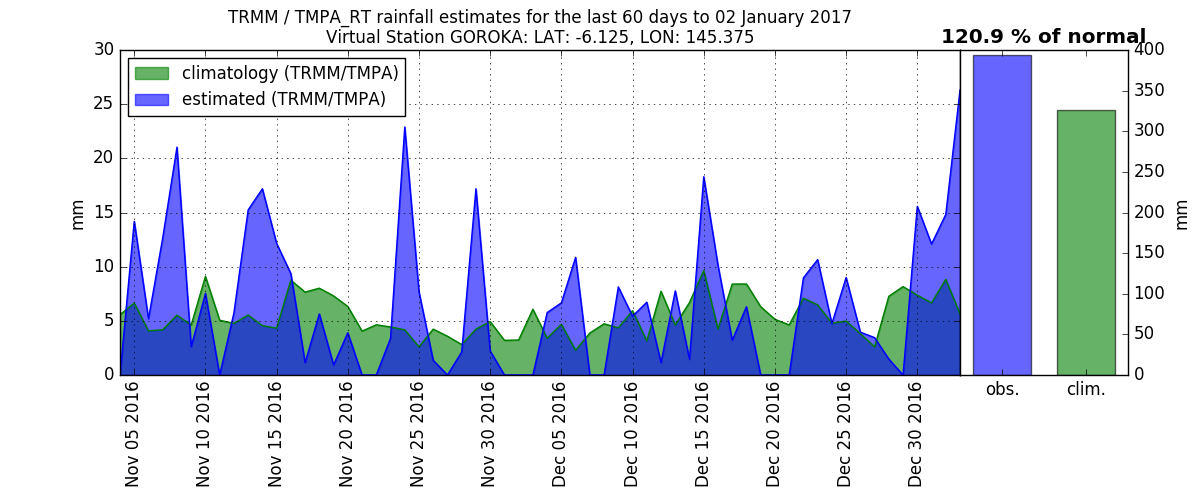 TRMM / TMPA_RT rainfall estimates for the last 60 days to 02 January 2017
Virtual Station GOROKA: LAT: -6.125, LON: 145.375
120.9 % of normal
climatology (TRMM/TMPA)
estimated (TRMM/TMPA)
mm
30
25
20
15
10
5
0
Nov 05 2016
Nov 10 2016
Nov 15 2016
Nov 20 2016
Nov 25 2016
Nov 30 2016
Dec 05 2016
Dec 10 2016
Dec 15 2016
Dec 20 2016
Dec 25 2016
Dec 30 2016
obs.
clim.
400
350
300
250
200
150
100
50
0
mm